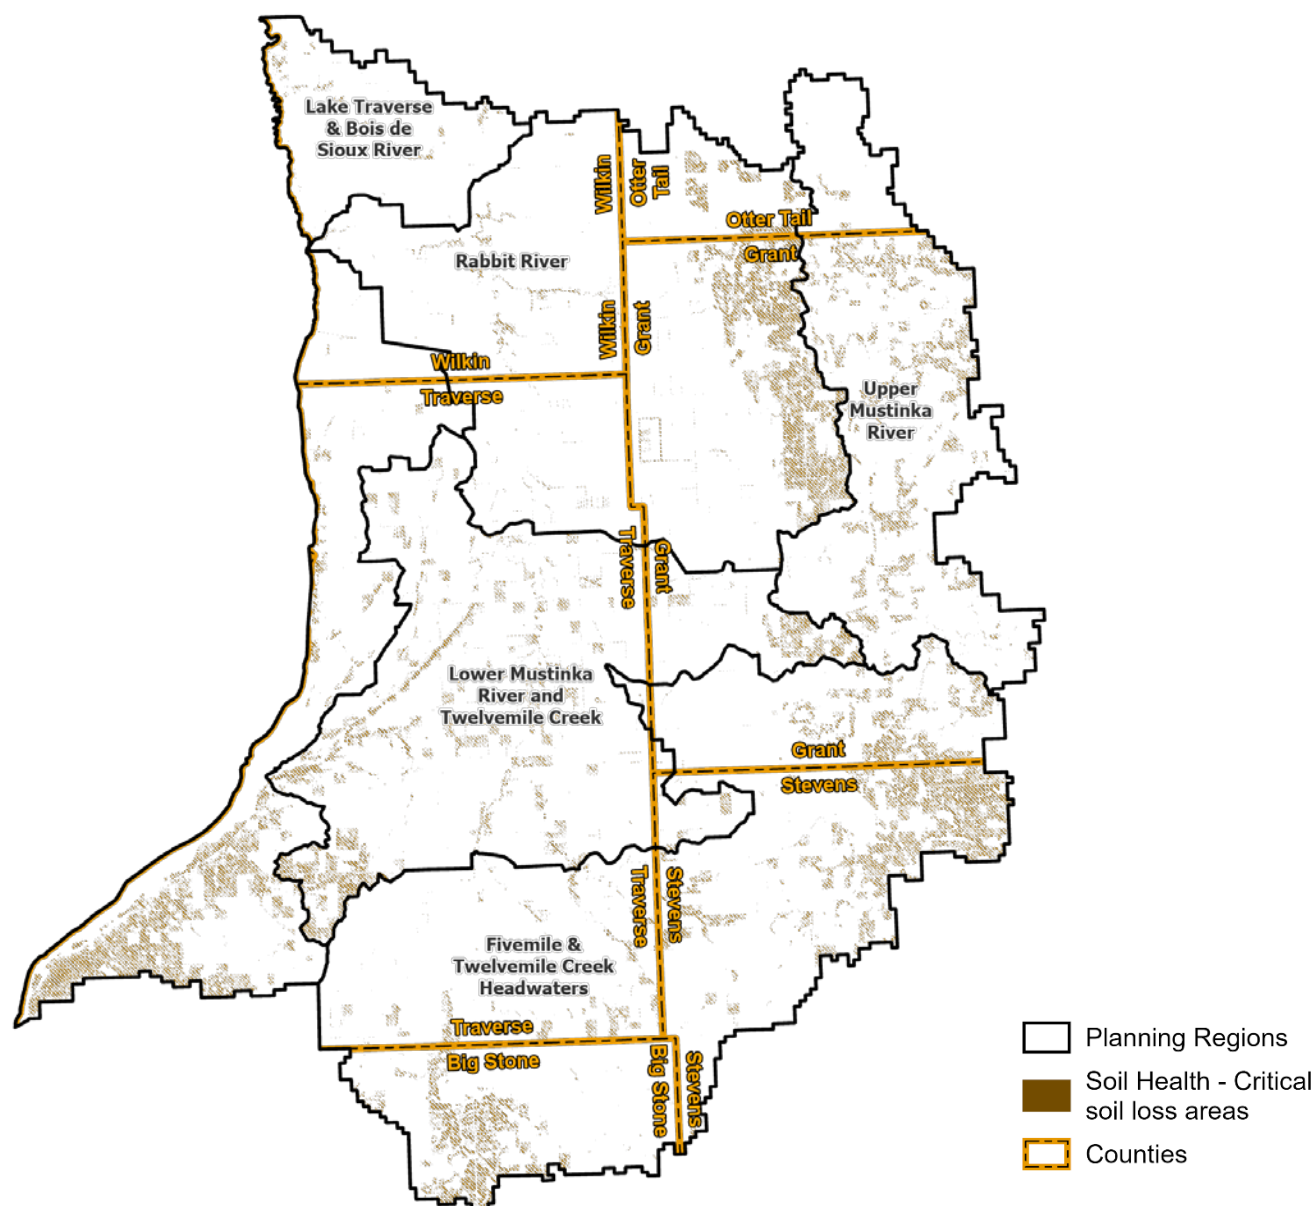 Lake Traverse
& Bois de
Sioux River
Wilkin
Otter
Tail
Otter Tail
Grant
Rabbit River
Wilkin
Grant
Wilkin
Traverse
Upper
Mustinka
River
Traverse
Grant
Lower Mustinka
River and
Twelvemile Creek
Grant
Stevens
Traverse
Stevens
Fivemile &
Twelvemile Creek
Headwaters
Traverse
Big Stone
Big Stone
Stevens
Planning Regions
Soil Health - Critical
soil loss areas
Counties